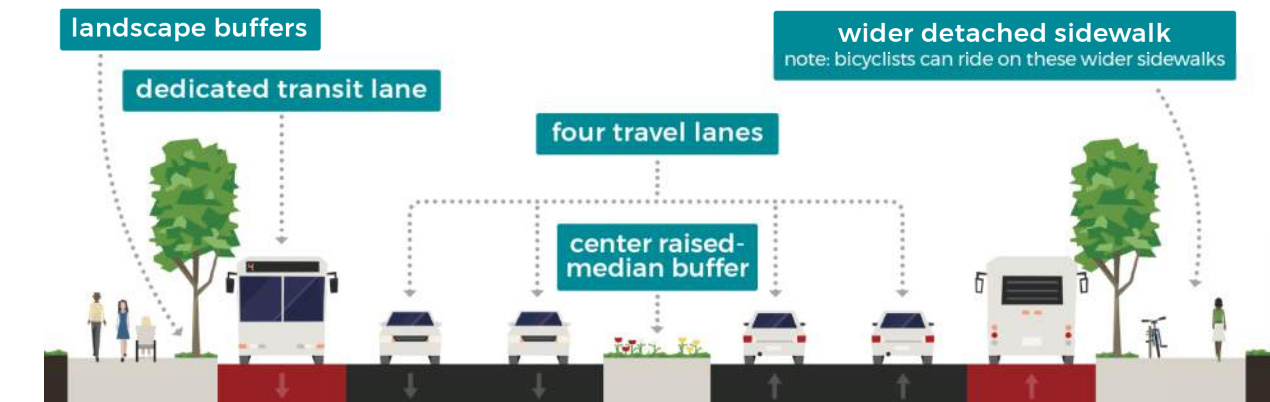 landscape buffers
dedicated transit lane
four travel lanes
center raised-
median buffer
wider detached sidewalk
note: bicyclists can ride on these wider sidewalks
4